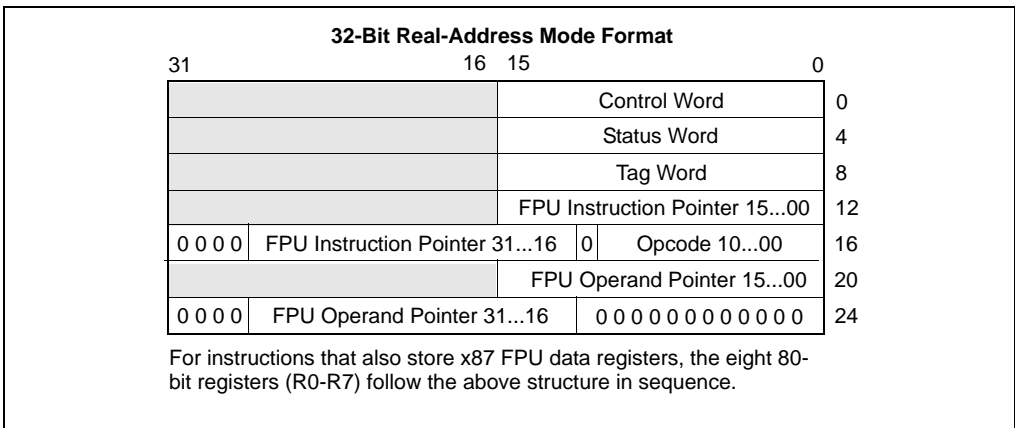 32-Bit Real-Address Mode Format
31 16 15 0
Control Word 0
Status Word 4
Tag Word 8
FPU Instruction Pointer 15...00 12
0 0 0 0 FPU Instruction Pointer 31...16 0 Opcode 10...00 16
FPU Operand Pointer 15...00 20
0 0 0 0 FPU Operand Pointer 31...16 0 0 0 0 0 0 0 0 0 0 0 0 24
For instructions that also store x87 FPU data registers, the eight 80-
bit registers (R0-R7) follow the above structure in sequence.